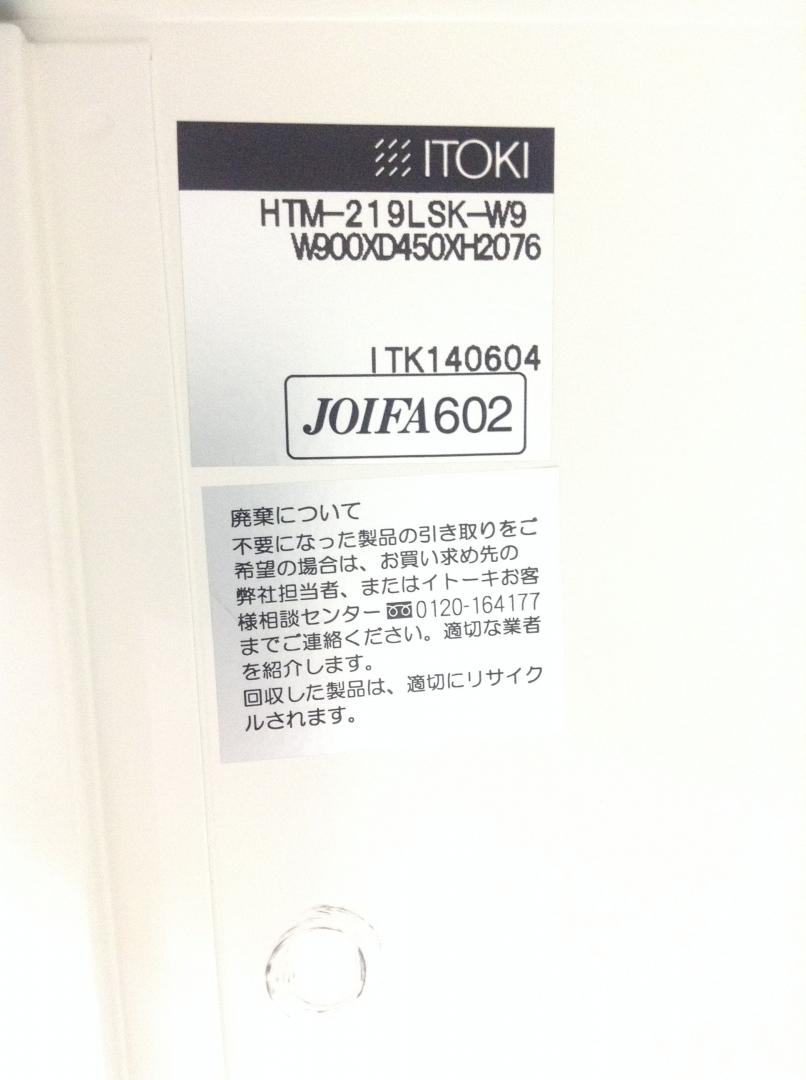 ITOKI
HTM-219LSK-W9
W900XD450XH2076
ITK140604
JOIFA602
廃棄について
不要になった製品の引き取りをご
希望の場合は、お買い求め先の
弊社担当者、またはイトーキお客
様相談センター 0120-164177
までご連絡ください。適切な業者
を紹介します。
回収した製品は、適切にリサイク
ルされます。